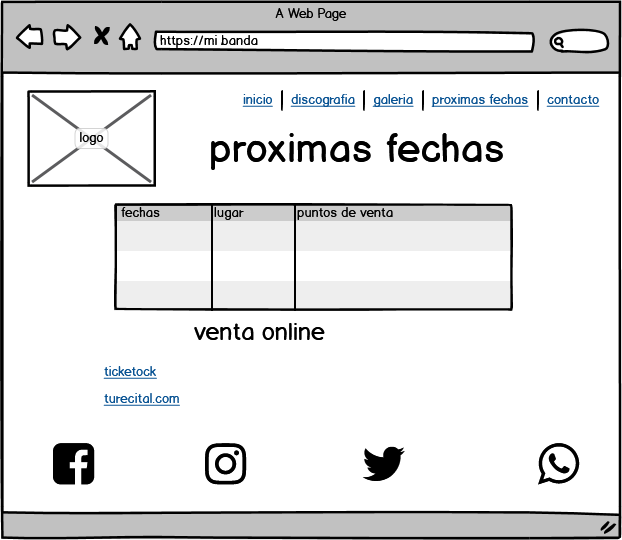 A Web Page
https://mi.banda
inicio discografia galeria proximas fechas contacto
logo
proximas fechas
fechas lugar puntos de venta
venta online
ticketock
turecital.com